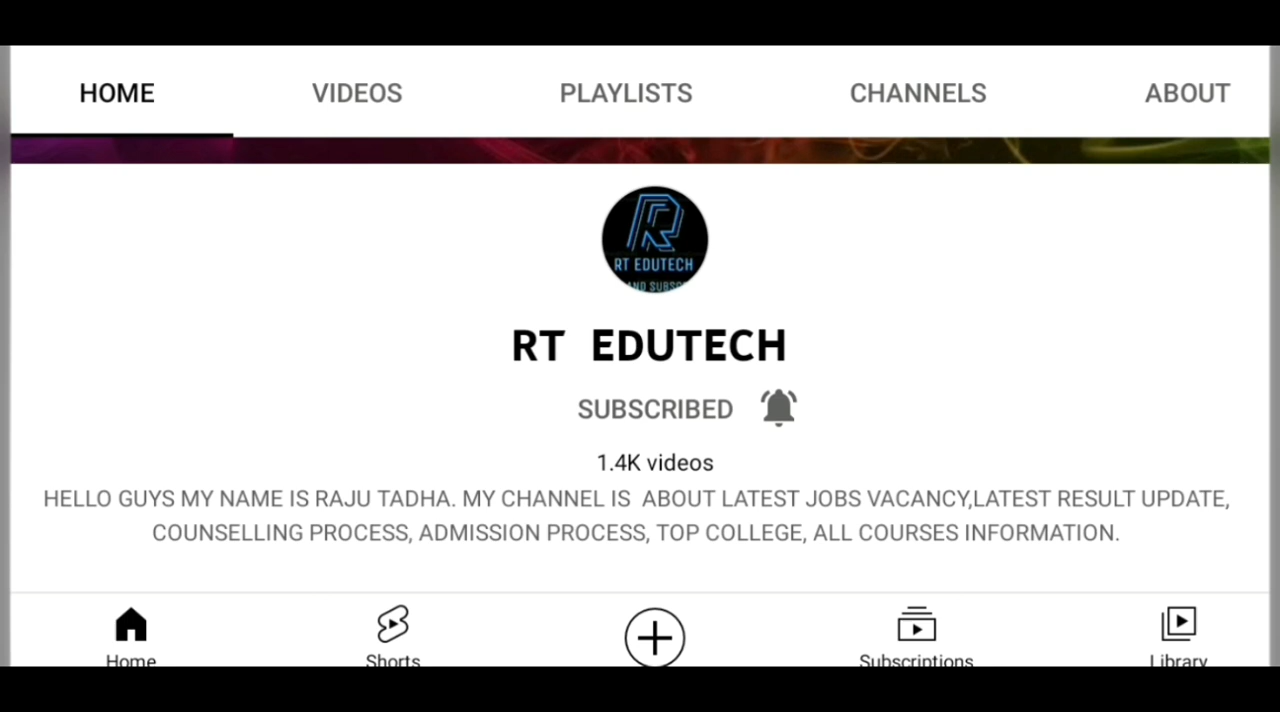 HOME VIDEOS PLAYLISTS CHANNELS ABOUT
R
RT EDUTECH
AND
RT EDUTECH
SUBSCRIBED
1.4K videos
HELLO GUYS MY NAME IS RAJU TADHA. MY CHANNEL IS ABOUT LATEST JOBS VACANCY,LATEST RESULT UPDATE,
COUNSELLING PROCESS, ADMISSION PROCESS, TOP COLLEGE, ALL COURSES INFORMATION.
Home Shorts Subscriptions Library